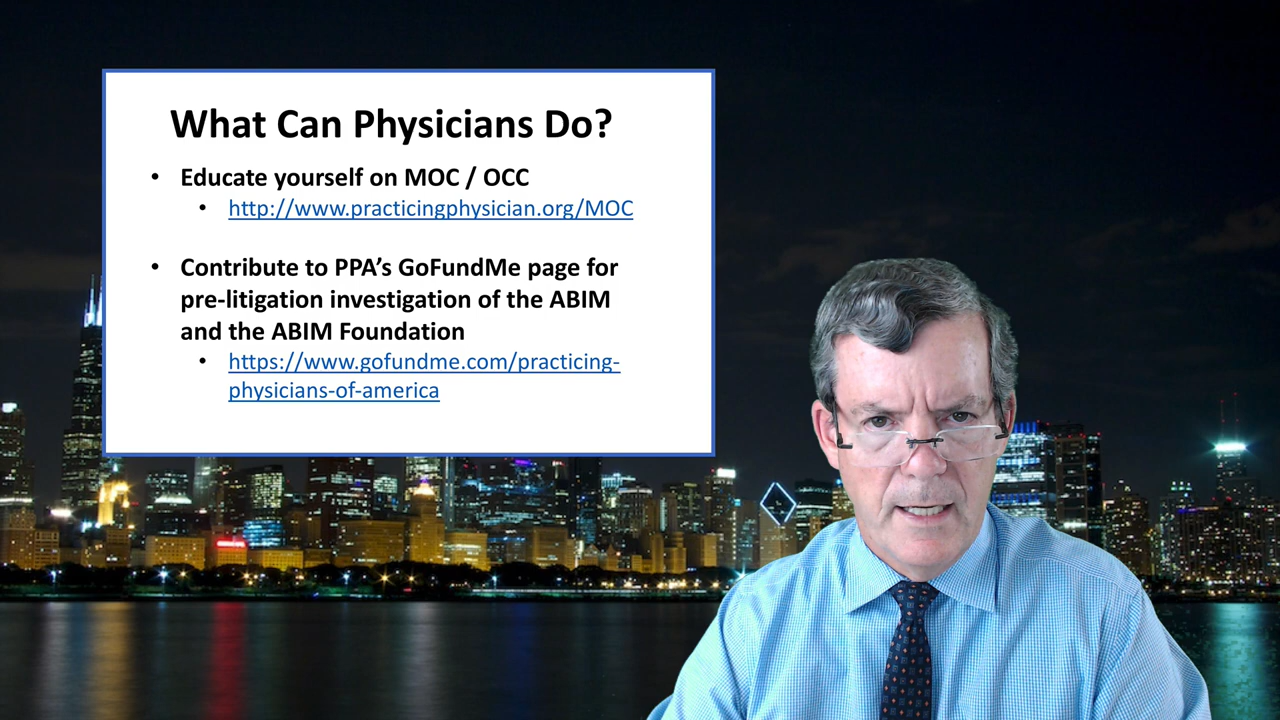 What Can Physicians Do?
• Educate yourself on MOC / OCC
• http://www.practicingphysician.org/MOC
• Contribute to PPA’s GoFundMe page for
pre-litigation investigation of the ABIM
and the ABIM Foundation
• https://www.gofundme.com/practicing-
physicians-of-america